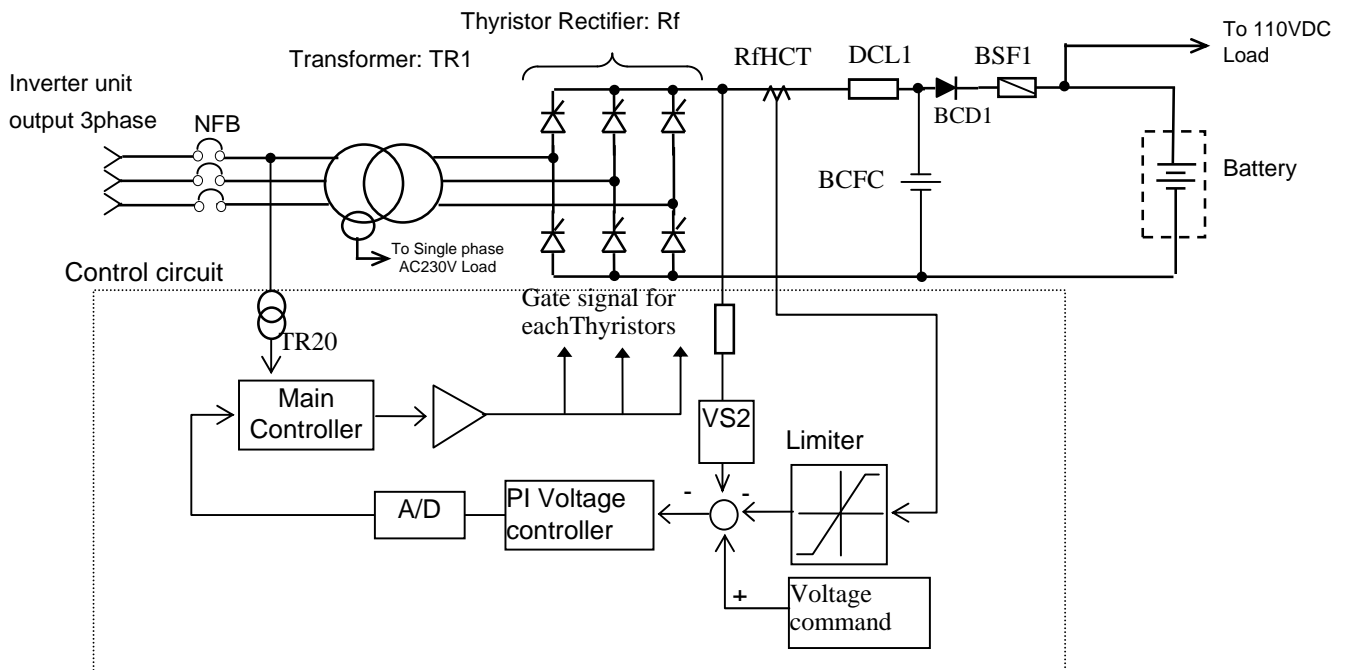 Thyristor Rectifier: Rf
Transformer: TR1
To 110VDC
Load
RfHCT
DCL1
BSF1
BCD1
Inverter unit
output 3phase
NFB
BCFC
Battery
To Single phase
AC230V Load
Control circuit
Gate signal for
eachThyristors
TR20
Main
Controller
VS2
Limiter
A/D
PI Voltage
controller
-
-
+
Voltage
command